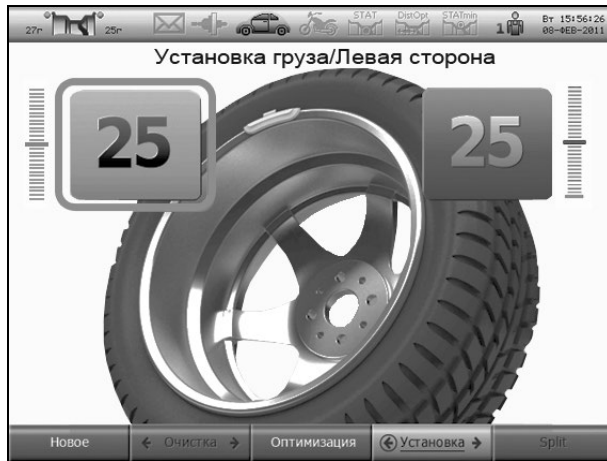 27г 25г STAT DistOpt STATmin 1 Вт 15:56:26
08-ФЕВ-2011
Установка груза/Левая сторона
25 25
Новое Очистка Оптимизация Установка Split